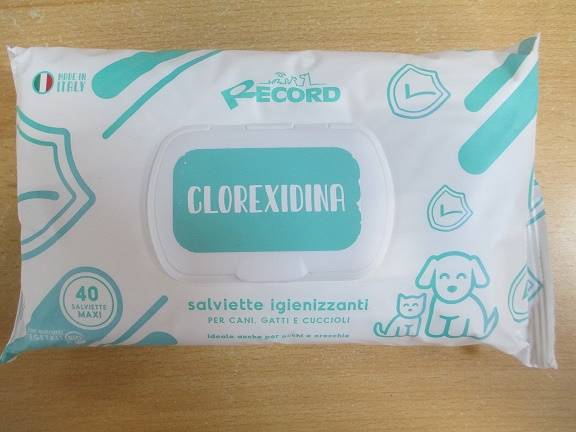 MADE IN
ITALY
RECORD
CLOREXIDINA
40
SALVIETTE
MAXI
salviette igienizzanti
PER CANI, GATTI E CUCCIOLI
Ideale anche per occhi e orecchie